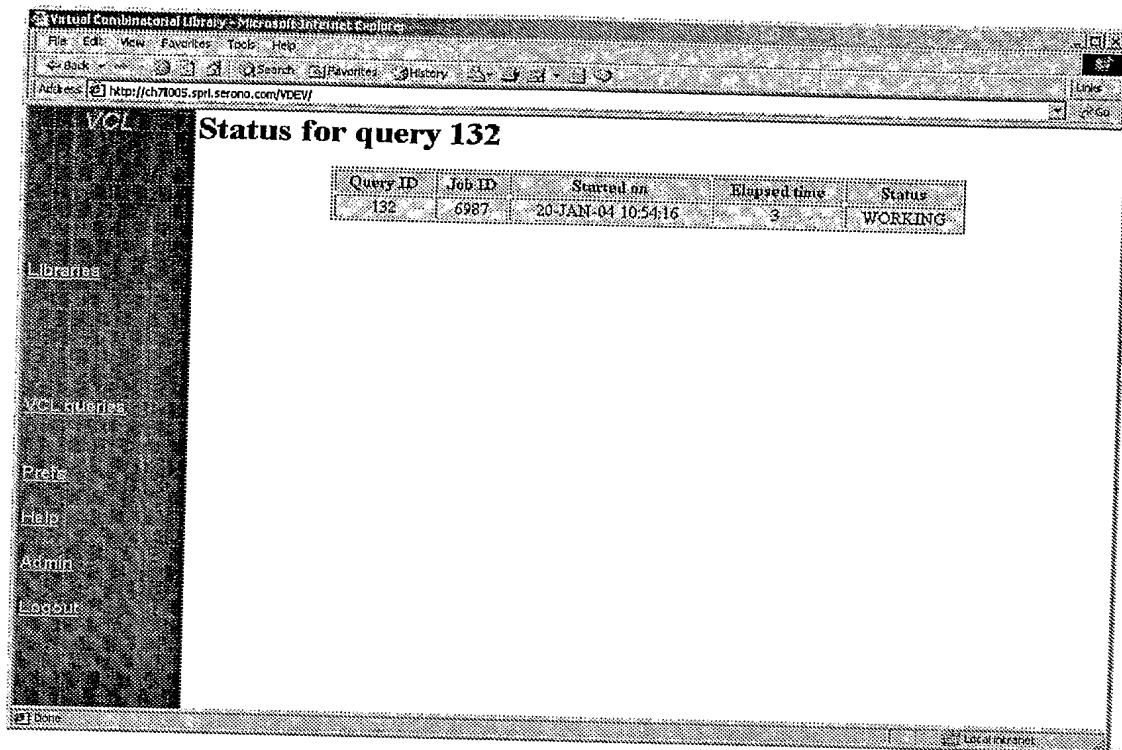 Virtual Combinatorial Library - Microsoft Internet Explorer
File Edit View Favorites Tools Help
Back Search Favorites History
Links
Address http://ch71005.sprl.serono.com/VDEV/ Go
VCL
Status for query 132
Query ID Job ID Started on Elapsed time Status
132 6987 20-JAN-04 10:54:16 3 WORKING
Libraries
VCL queries
Prefs
Help
Admin
Logout
Done Local intranet